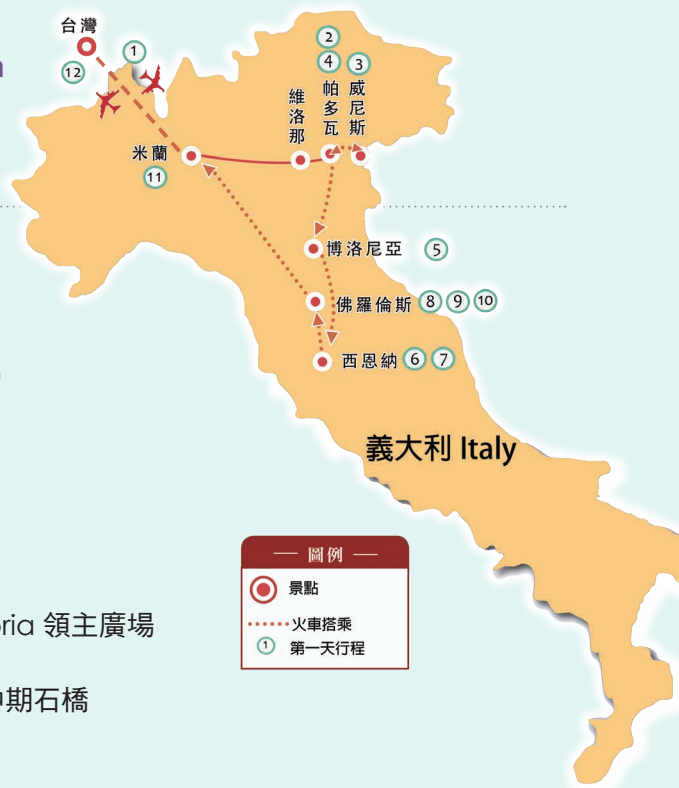 台灣
1
12
2
4
3
帕多瓦
威尼斯
維洛那
米蘭
11
博洛尼亞 5
佛羅倫斯 8 9 10
西恩納 6 7
義大利 Italy
圖例
景點
火車搭乘
1 第一天行程
ria 領主廣場
期石橋